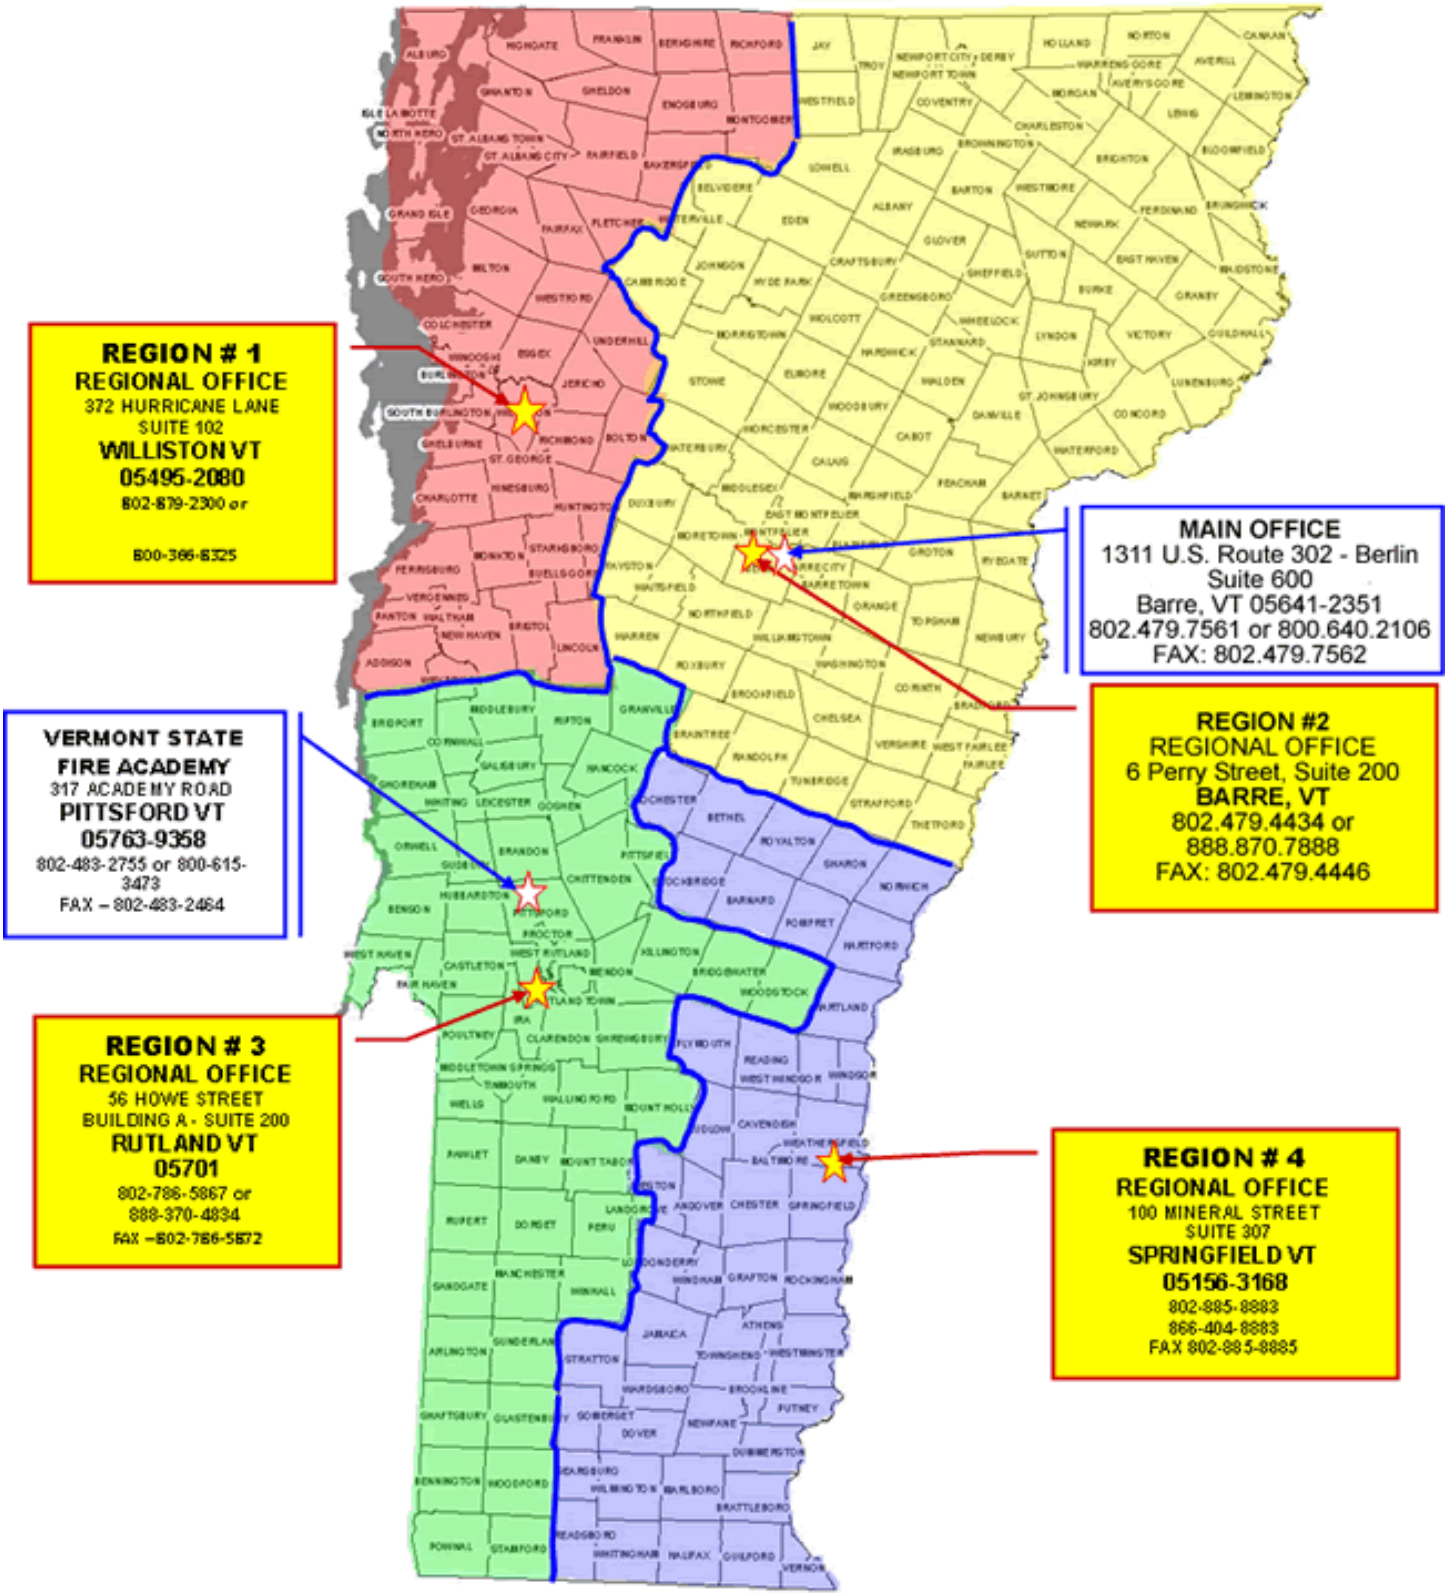 REGION # 1
REGIONAL OFFICE
372 HURRICANE LANE
SUITE 102
WILLISTON VT
05495-2080
802-879-2300 or
800-366-8325
MAIN OFFICE
1311 U.S. Route 302 - Berlin
Suite 600
Barre, VT 05641-2351
802.479.7561 or 800.640.2106
FAX: 802.479.7562
REGION #2
REGIONAL OFFICE
6 Perry Street, Suite 200
BARRE, VT
802.479.4434 or
888.870.7888
FAX: 802.479.4446
VERMONT STATE
FIRE ACADEMY
317 ACADEMY ROAD
PITTSFORD VT
05763-9358
802-483-2755 or 800-615-
3473
FAX – 802-483-2464
REGION # 3
REGIONAL OFFICE
56 HOWE STREET
BUILDING A - SUITE 200
RUTLAND VT
05701
802-786-5867 or
888-370-4834
FAX –802-786-5872
REGION # 4
REGIONAL OFFICE
100 MINERAL STREET
SUITE 307
SPRINGFIELD VT
05156-3168
802-885-8883
866-404-8883
FAX 802-885-8885
ALBURG
HIGHGATE
FRANKLIN
BERKSHIRE
RICHFORD
JAY
TROY
NEWPORT CITY
DERBY
HOLLAND
NORTON
CANAAN
NEWPORT TOWN
WARRENS GORE
AVERILL
AVERYS GORE
LEMINGTON
SWANTON
SHELDON
ENOSBURG
MONTGOMERY
WESTFIELD
COVENTRY
MORGAN
LEWIS
ISLE LA MOTTE
NORTH HERO
ST. ALBANS TOWN
ST. ALBANS CITY
FAIRFIELD
BAKERSFIELD
LOWELL
IRASBURG
BROWNINGTON
CHARLESTON
BRIGHTON
BLOOMFIELD
BELVIDERE
BARTON
WESTMORE
GRAND ISLE
GEORGIA
FAIRFAX
FLETCHER
EDEN
ALBANY
NEWARK
FERDINAND
BRUNSWICK
GLOVER
SUTTON
EAST HAVEN
MAIDSTONE
SOUTH HERO
MILTON
WESTFORD
CAMBRIDGE
JOHNSON
HYDE PARK
CRAFTSBURY
SHEFFIELD
GREENSBORO
BURKE
GRANBY
COLCHESTER
WINOOSKI
ESSEX
UNDERHILL
MORRISTOWN
WOLCOTT
WHEELOCK
STANNARD
LYNDON
VICTORY
GUILDHALL
HARDWICK
KIRBY
JERICHO
STOWE
ELMORE
WALDEN
ST. JOHNSBURY
LUNENBURG
SOUTH BURLINGTON
SHELBURNE
RICHMOND
BOLTON
WOODBURY
DANVILLE
CONCORD
WORCESTER
CABOT
WATERFORD
ST. GEORGE
CALAIS
CHARLOTTE
HINESBURG
HUNTINGTON
DUXBURY
MIDDLESEX
MARSHFIELD
PEACHAM
BARNET
EAST MONTPELIER
MONTPELIER
MORETOWN
GROTON
RYEGATE
FERRISBURG
MONKTON
STARKSBORO
BUELLS GORE
WAITSFIELD
BARRE TOWN
ORANGE
TOPSHAM
NEWBURY
VERGENNES
PANTON
WALTHAM
NEW HAVEN
BRISTOL
LINCOLN
WARREN
NORTHFIELD
WILLIAMSTOWN
WASHINGTON
ADDISON
ROXBURY
CORINTH
BRIDPORT
MIDDLEBURY
RIPTON
GRANVILLE
BROOKFIELD
CHELSEA
CORNWALL
BRAINTREE
RANDOLPH
VERSHIRE
WEST FAIRLEE
FAIRLEE
SHOREHAM
SALISBURY
HANCOCK
TUNBRIDGE
STRAFFORD
THETFORD
WHITING
LEICESTER
GOSHEN
BETHEL
ROYALTON
SHARON
NORWICH
ORWELL
BRANDON
CHITTENDEN
BENSON
HUBBARDTON
PITTSFORD
BARNARD
POMFRET
HARTFORD
PROCTOR
WEST HAVEN
FAIR HAVEN
CASTLETON
WEST RUTLAND
MENDON
KILLINGTON
BRIDGEWATER
WOODSTOCK
IRA
POULTNEY
CLARENDON
SHREWSBURY
PLYMOUTH
READING
WEST WINDSOR
WINDSOR
MIDDLETOWN SPRINGS
TINMOUTH
WELLS
WALLINGFORD
MOUNT HOLLY
CAVENDISH
WEATHERSFIELD
BALTIMORE
PAWLET
DANBY
MOUNT TABOR
ANDOVER
CHESTER
SPRINGFIELD
RUPERT
DORSET
PERU
LANDGROVE
SANDGATE
MANCHESTER
WINHALL
WINDHAM
GRAFTON
ROCKINGHAM
ARLINGTON
JAMAICA
ATHENS
TOWNSHEND
WESTMINSTER
STRATTON
WARDSBORO
BROOKLINE
PUTNEY
SHAFTSBURY
GLASTENBURY
SOMERSET
DOVER
NEWFANE
DUMMERSTON
BENNINGTON
WOODFORD
WILMINGTON
MARLBORO
BRATTLEBORO
POWNAL
STAMFORD
WHITINGHAM
HALIFAX
GUILFORD
VERNON